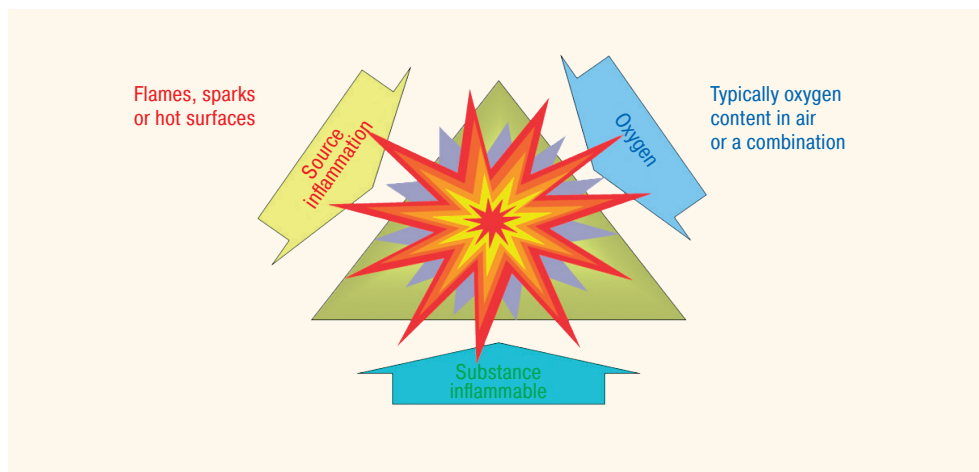 Flames, sparks
or hot surfaces
Source
inflammation
Oxygen
Typically oxygen
content in air
or a combination
Substance
inflammable